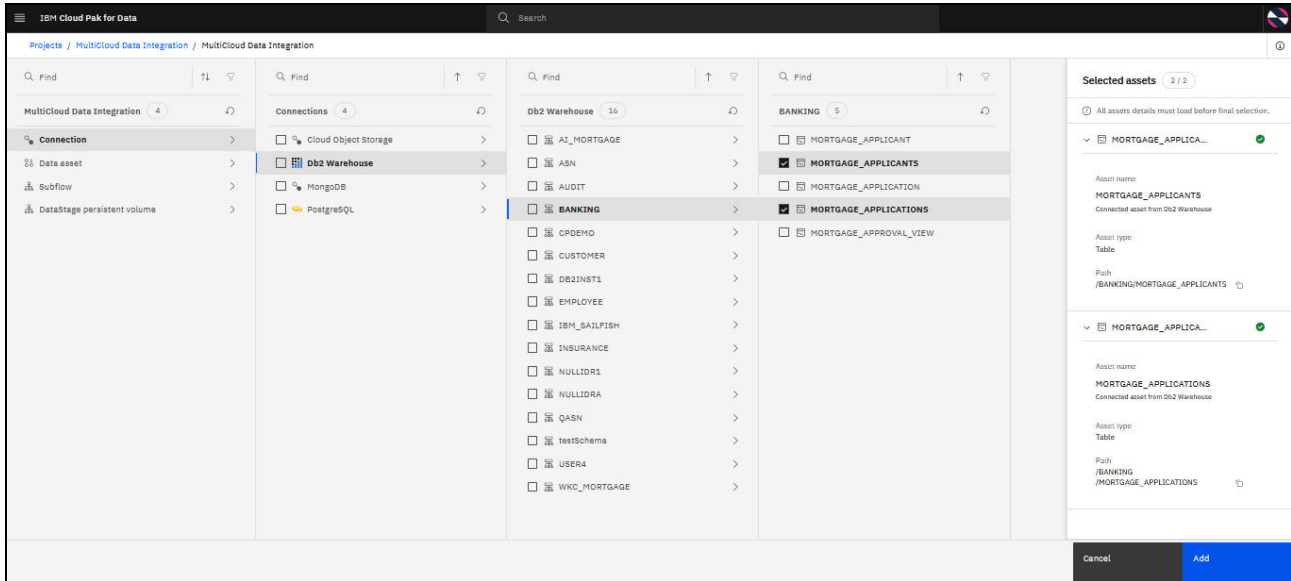 IBM Cloud Pak for Data
Search
Projects / MultiCloud Data Integration / MultiCloud Data Integration
Find
MultiCloud Data Integration 4
Connection
Data asset
Subflow
DataStage persistent volume
Find
Connections 4
Cloud Object Storage
Db2 Warehouse
MongoDB
PostgreSQL
Find
Db2 Warehouse 16
AI_MORTGAGE
ASN
AUDIT
BANKING
CPDEMO
CUSTOMER
DB2INST1
EMPLOYEE
IBM_SAILFISH
INSURANCE
NULLIDR1
NULLIDRA
QASN
testSchema
USER4
WKC_MORTGAGE
Find
BANKING 5
MORTGAGE_APPLICANT
MORTGAGE_APPLICANTS
MORTGAGE_APPLICATION
MORTGAGE_APPLICATIONS
MORTGAGE_APPROVAL_VIEW
Selected assets 2 / 2
All assets details must load before final selection.
MORTGAGE_APPLICA...
Asset name
MORTGAGE_APPLICANTS
Connected asset from Db2 Warehouse
Asset type
Table
Path
/BANKING/MORTGAGE_APPLICANTS
MORTGAGE_APPLICA...
Asset name
MORTGAGE_APPLICATIONS
Connected asset from Db2 Warehouse
Asset type
Table
Path
/BANKING
/MORTGAGE_APPLICATIONS
Cancel
Add